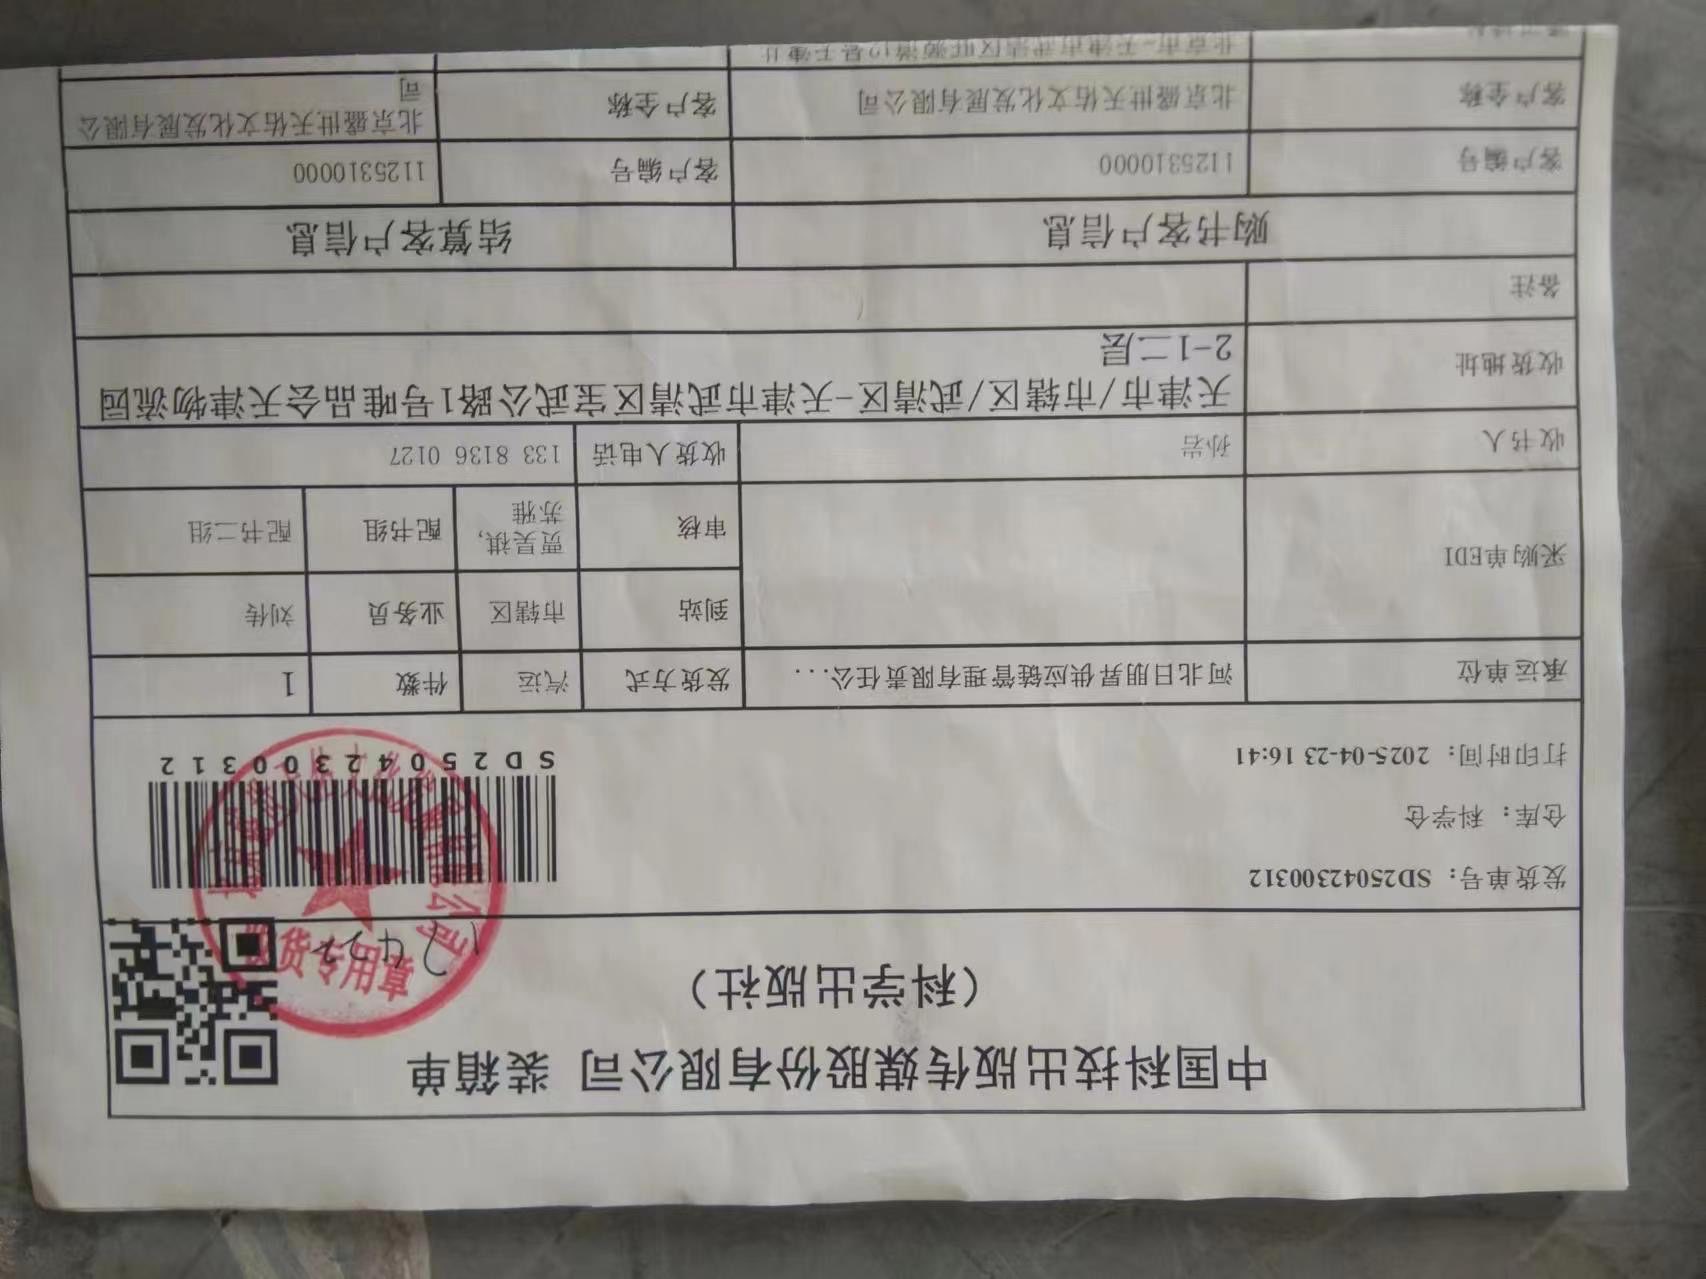 中国科技出版传媒股份有限公司 装箱单
(科学出版社)
发货单号：SD25042300312
仓库：科学仓
打印时间：2025-04-23 16:41
SD25042300312
收货专用章
承运单位 河北日朋昇供应链管理有限责任公... 发货方式 汽运 件数 1
采购单EDI 到站 市辖区 业务员 刘传
审核 贾昊祺, 苏雅 配书组 配书二组
收书人 孙岩 收货人电话 133 8136 0127
收货地址 天津市/市辖区/武清区-天津市武清区宝武公路1号唯品会天津物流园
2-1二层
备注
购书客户信息 结算客户信息
客户编号 1125310000 客户编号 1125310000
客户全称 北京盛世天佑文化发展有限公司 客户全称 北京盛世天佑文化发展有限公
司